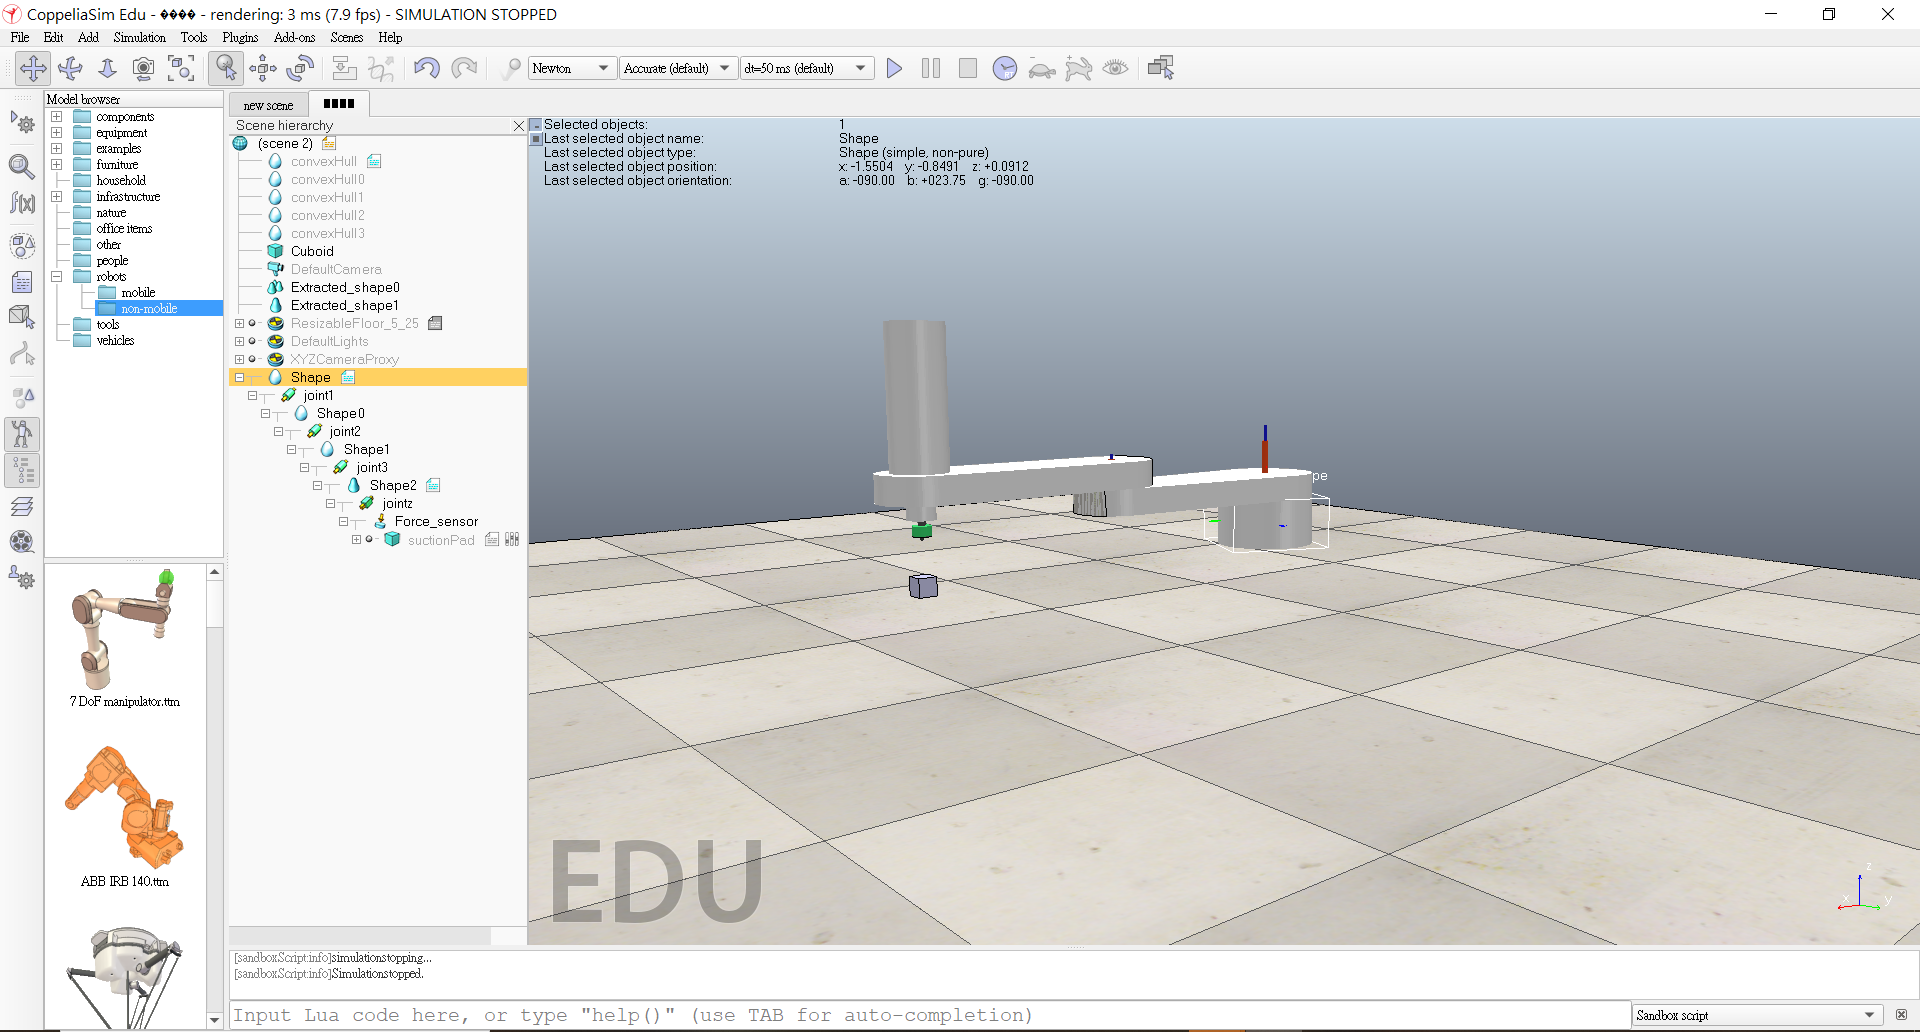 CoppeliaSim Edu - ���� - rendering: 3 ms (7.9 fps) - SIMULATION STOPPED
File Edit Add Simulation Tools Plugins Add-ons Scenes Help
Newton Accurate (default) dt=50 ms (default)
Model browser
components
equipment
examples
furniture
household
infrastructure
nature
office items
other
people
robots
mobile
non-mobile
tools
vehicles
7 DoF manipulator.ttm
ABB IRB 140.ttm
new scene
Scene hierarchy
(scene 2)
convexHull
convexHull0
convexHull1
convexHull2
convexHull3
Cuboid
DefaultCamera
Extracted_shape0
Extracted_shape1
ResizableFloor_5_25
DefaultLights
XYZCameraProxy
Shape
joint1
Shape0
joint2
Shape1
joint3
Shape2
jointz
Force_sensor
suctionPad
Selected objects: 1
Last selected object name: Shape
Last selected object type: Shape (simple, non-pure)
Last selected object position: x: -1.5504 y: -0.8491 z: +0.0912
Last selected object orientation: a: -090.00 b: +023.75 g: -090.00
pe
EDU
z
x
y
[sandboxScript:info]simulationstopping...
[sandboxScript:info]Simulationstopped.
Input Lua code here, or type "help()" (use TAB for auto-completion)
Sandbox script